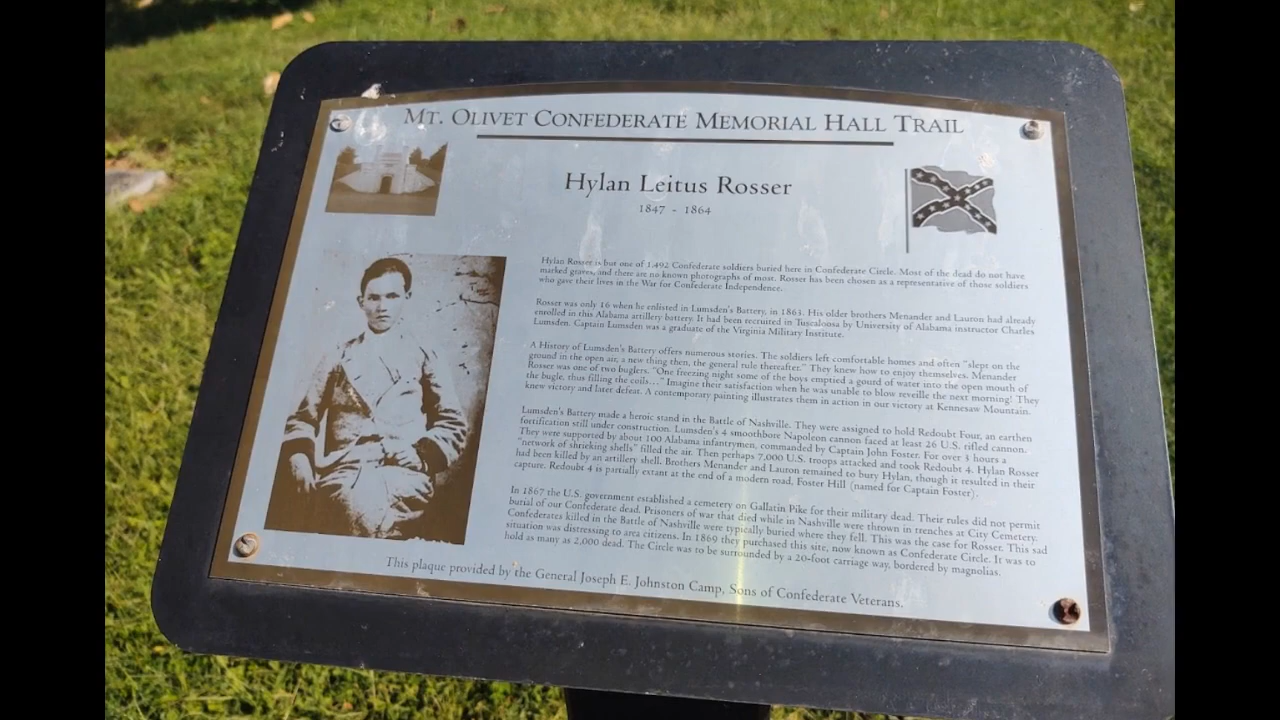 MT. OLIVET CONFEDERATE MEMORIAL HALL TRAIL
Hylan Leitus Rosser
1847 - 1864
Hylan Rosser is but one of 1,492 Confederate soldiers buried here in Confederate Circle. Most of the dead do not have
marked graves, and there are no known photographs of most. Rosser has been chosen as a representative of those soldiers
who gave their lives in the War for Confederate Independence.
Rosser was only 16 when he enlisted in Lumsden's Battery, in 1863. His older brothers Menander and Lauron had already
enrolled in this Alabama artillery battery. It had been recruited in Tuscaloosa by University of Alabama instructor Charles
Lumsden. Captain Lumsden was a graduate of the Virginia Military Institute.
A History of Lumsden's Battery offers numerous stories. The soldiers left comfortable homes and often "slept on the
ground in the open air, a new thing then, the general rule thereafter." They knew how to enjoy themselves. Menander
Rosser was one of two buglers. "One freezing night some of the boys emptied a gourd of water into the open mouth of
the bugle, thus filling the coils..." Imagine their satisfaction when he was unable to blow reveille the next morning! They
knew victory and later defeat. A contemporary painting illustrates them in action in our victory at Kennesaw Mountain.
Lumsden's Battery made a heroic stand in the Battle of Nashville. They were assigned to hold Redoubt Four, an earthen
fortification still under construction. Lumsden's 4 smoothbore Napoleon cannon faced at least 26 U.S. rifled cannon.
They were supported by about 100 Alabama infantrymen, commanded by Captain John Foster. For over 3 hours a
"network of shrieking shells" filled the air. Then perhaps 7,000 U.S. troops attacked and took Redoubt 4. Hylan Rosser
had been killed by an artillery shell. Brothers Menander and Lauron remained to bury Hylan, though it resulted in their
capture. Redoubt 4 is partially extant at the end of a modern road, Foster Hill (named for Captain Foster).
In 1867 the U.S. government established a cemetery on Gallatin Pike for their military dead. Their rules did not permit
burial of our Confederate dead. Prisoners of war that died while in Nashville were thrown in trenches at City Cemetery.
Confederates killed in the Battle of Nashville were typically buried where they fell. This was the case for Rosser. This sad
situation was distressing to area citizens. In 1869 they purchased this site, now known as Confederate Circle. It was to
hold as many as 2,000 dead. The Circle was to be surrounded by a 20-foot carriage way, bordered by magnolias.
This plaque provided by the General Joseph E. Johnston Camp, Sons of Confederate Veterans.